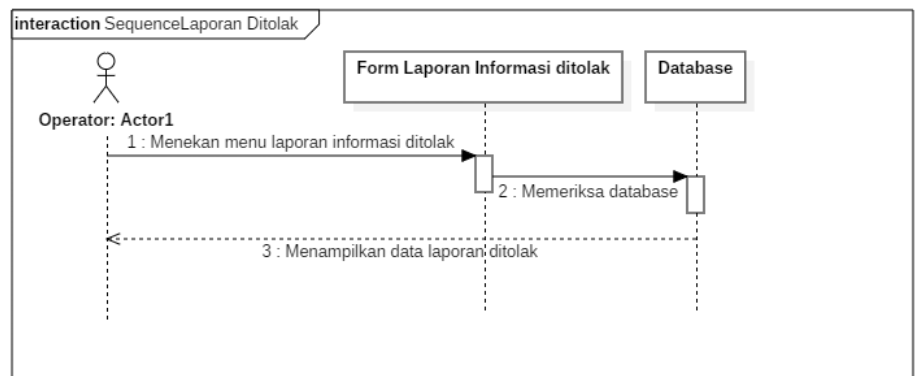 interaction SequenceLaporan Ditolak
Form Laporan Informasi ditolak
Database
Operator: Actor1
1 : Menekan menu laporan informasi ditolak
2 : Memeriksa database
3 : Menampilkan data laporan ditolak